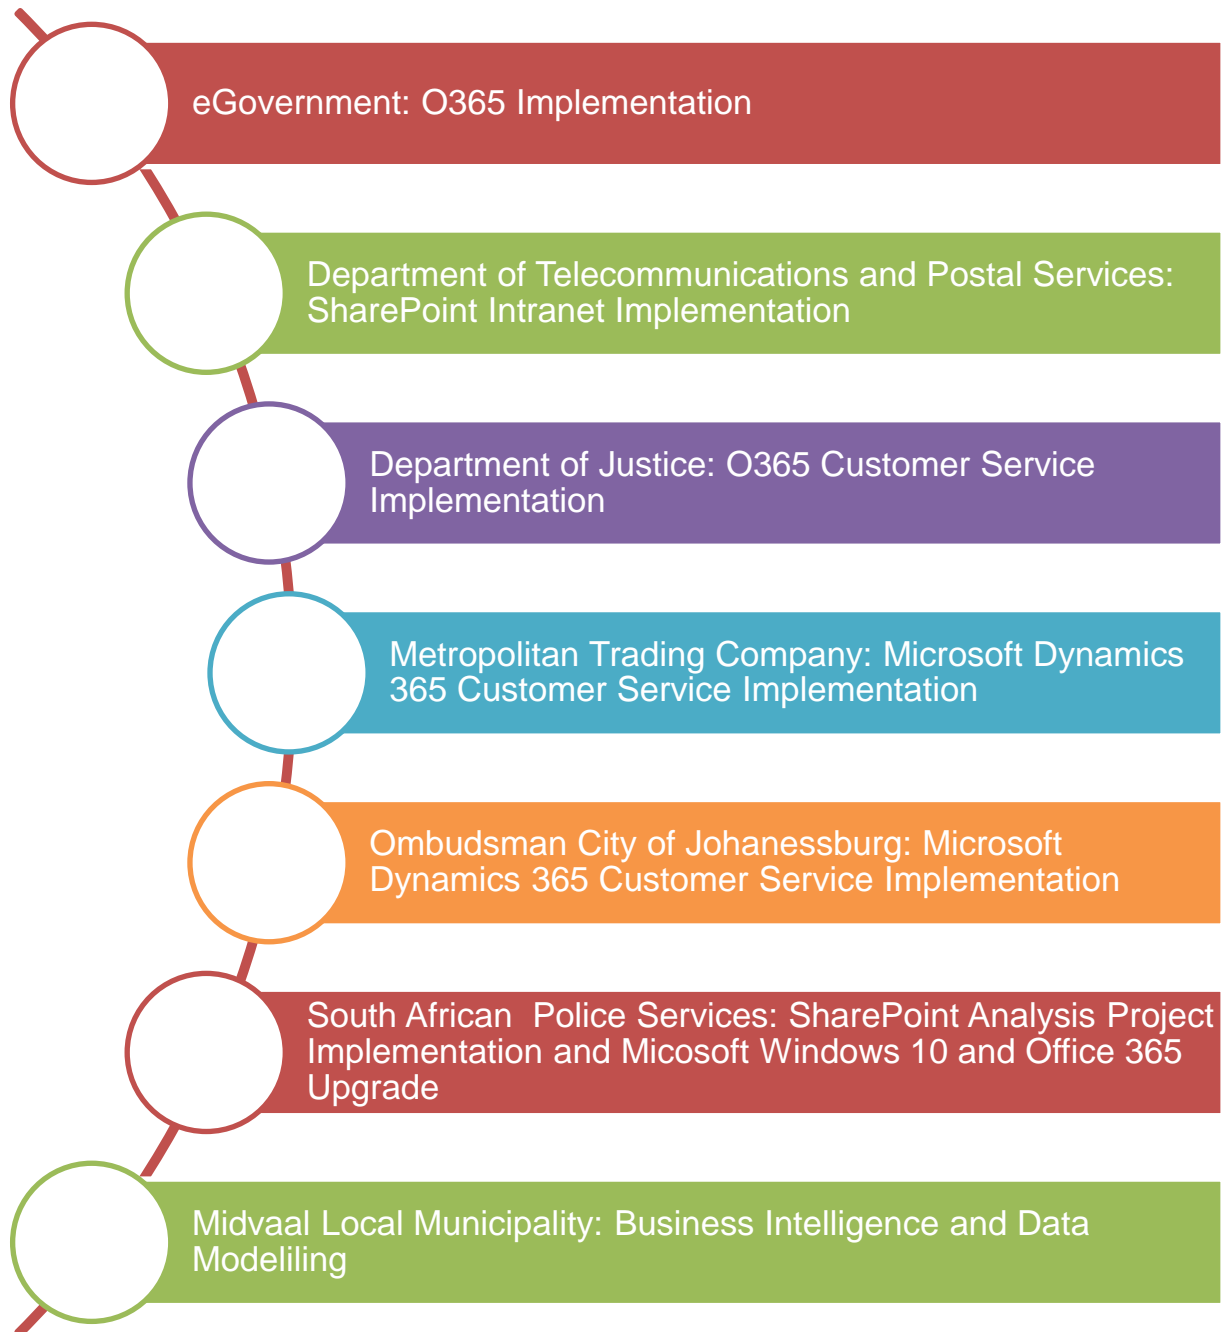 eGovernment: O365 Implementation
Department of Telecommunications and Postal Services:
SharePoint Intranet Implementation
Department of Justice: O365 Customer Service
Implementation
Metropolitan Trading Company: Microsoft Dynamics
365 Customer Service Implementation
Ombudsman City of Johanessburg: Microsoft
Dynamics 365 Customer Service Implementation
South African  Police Services: SharePoint Analysis Project
Implementation and Micosoft Windows 10 and Office 365
Upgrade
Midvaal Local Municipality: Business Intelligence and Data
Modeliling